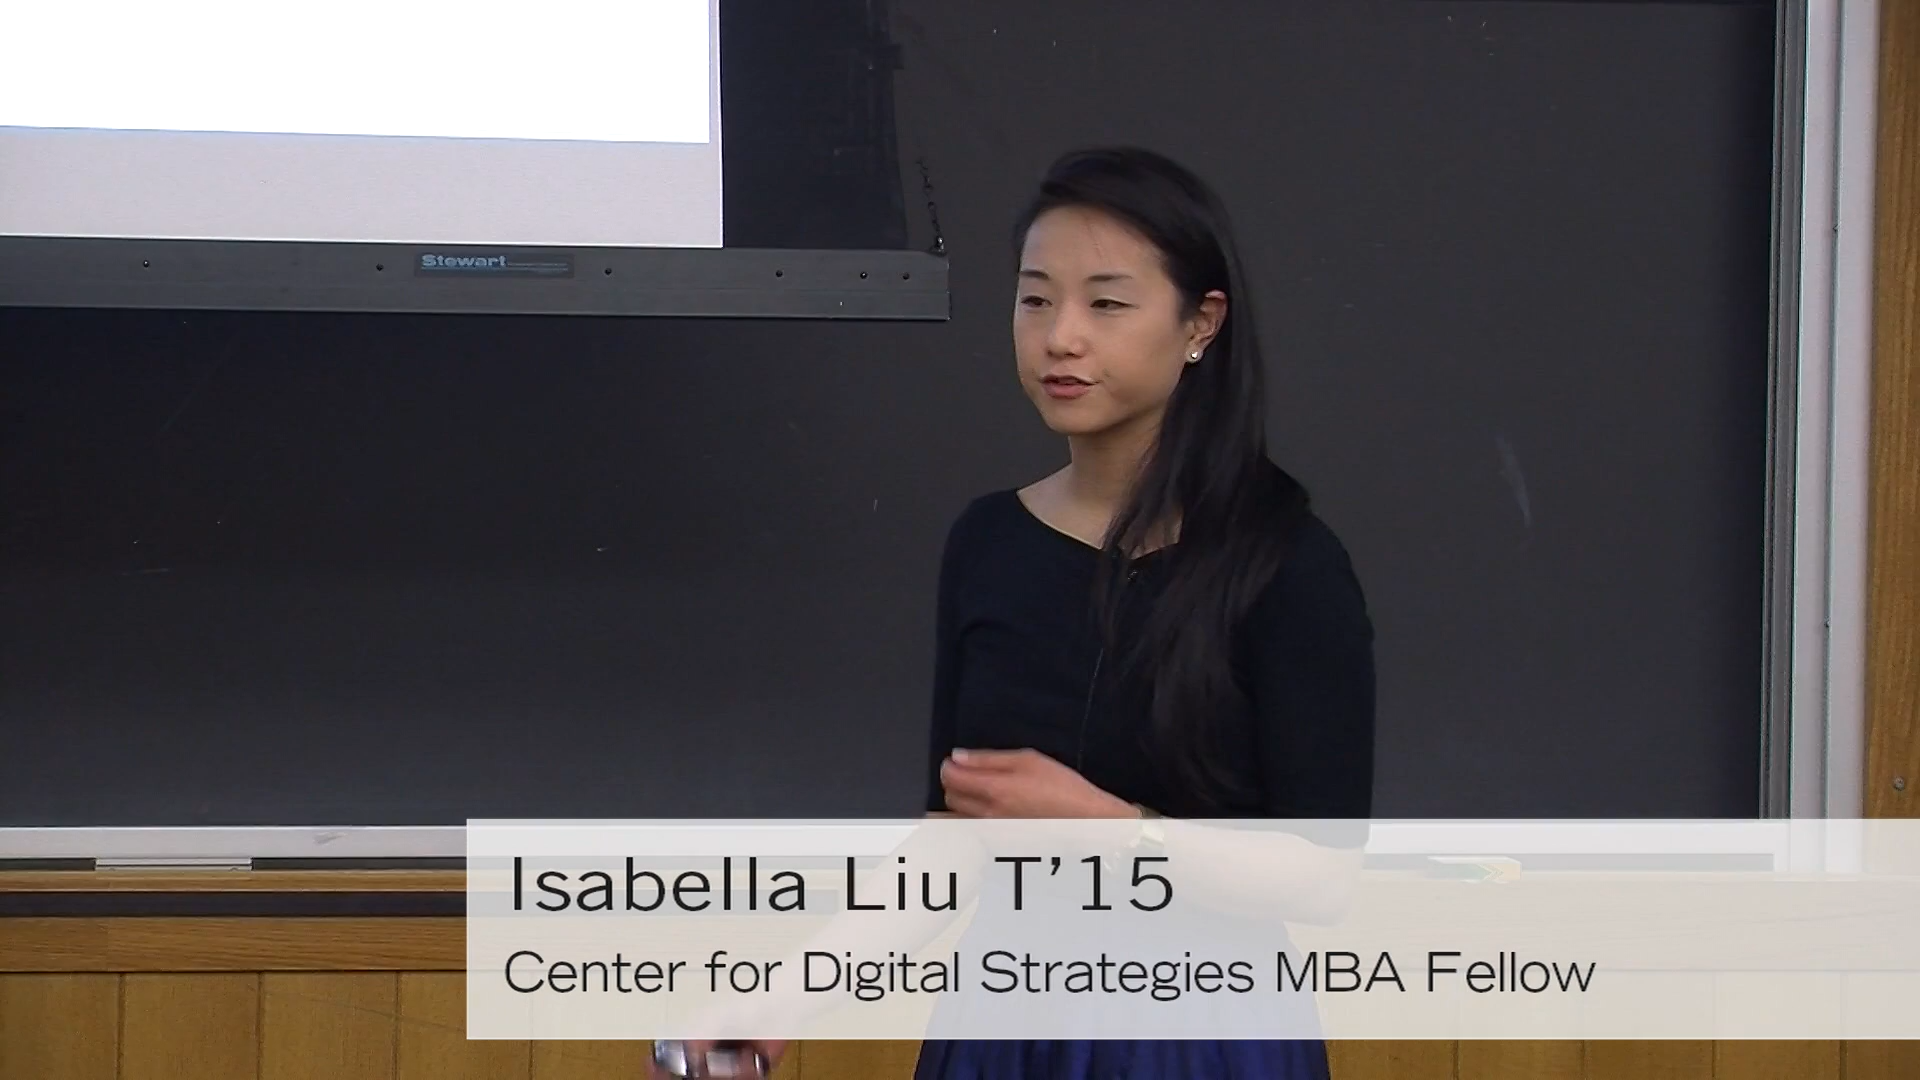 Stewart
Isabella Liu T’15
Center for Digital Strategies MBA Fellow